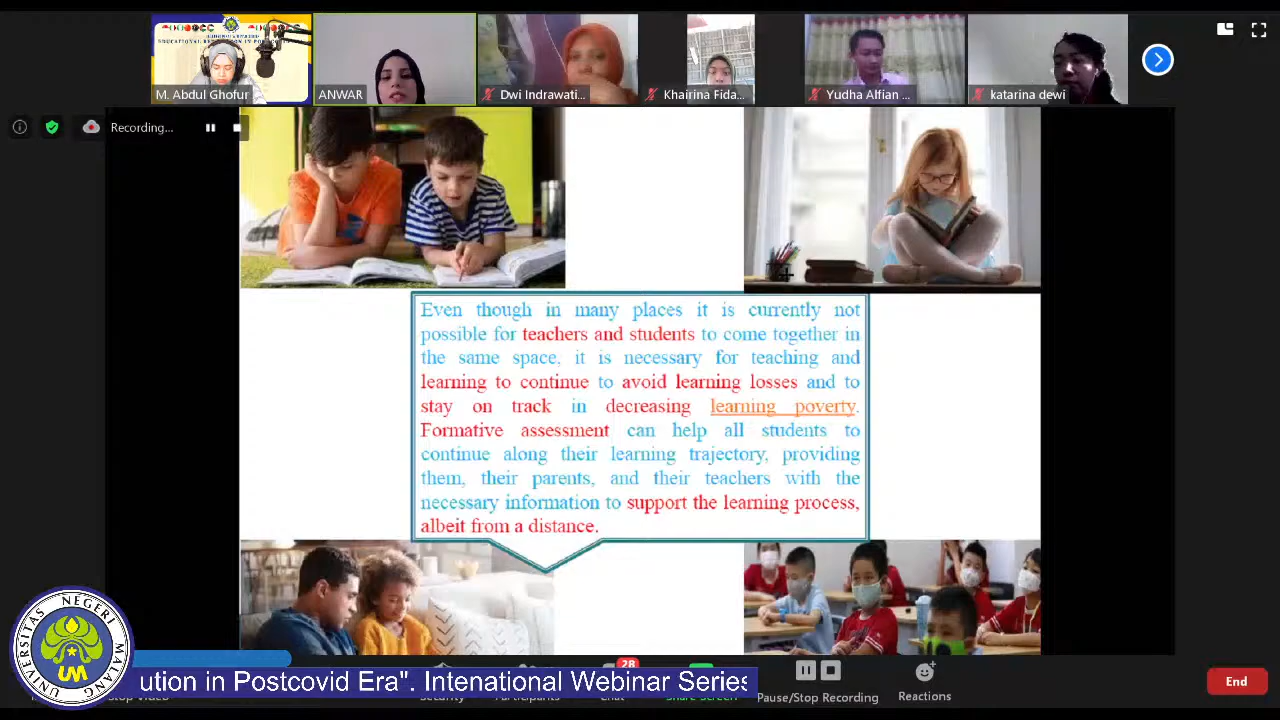 M. Abdul Ghofur
ANWAR
Dwi Indrawati...
Khairina Fida...
Yudha Alfian ...
katarina dewi
Recording...
Even though in many places it is currently not
possible for teachers and students to come together in
the same space, it is necessary for teaching and
learning to continue to avoid learning losses and to
stay on track in decreasing learning poverty.
Formative assessment can help all students to
continue along their learning trajectory, providing
them, their parents, and their teachers with the
necessary information to support the learning process,
albeit from a distance.
UNIVERSITAS NEGERI MALANG
UM
ution in Postcovid Era". Intenational Webinar Series
28
Pause/Stop Recording
Reactions
End